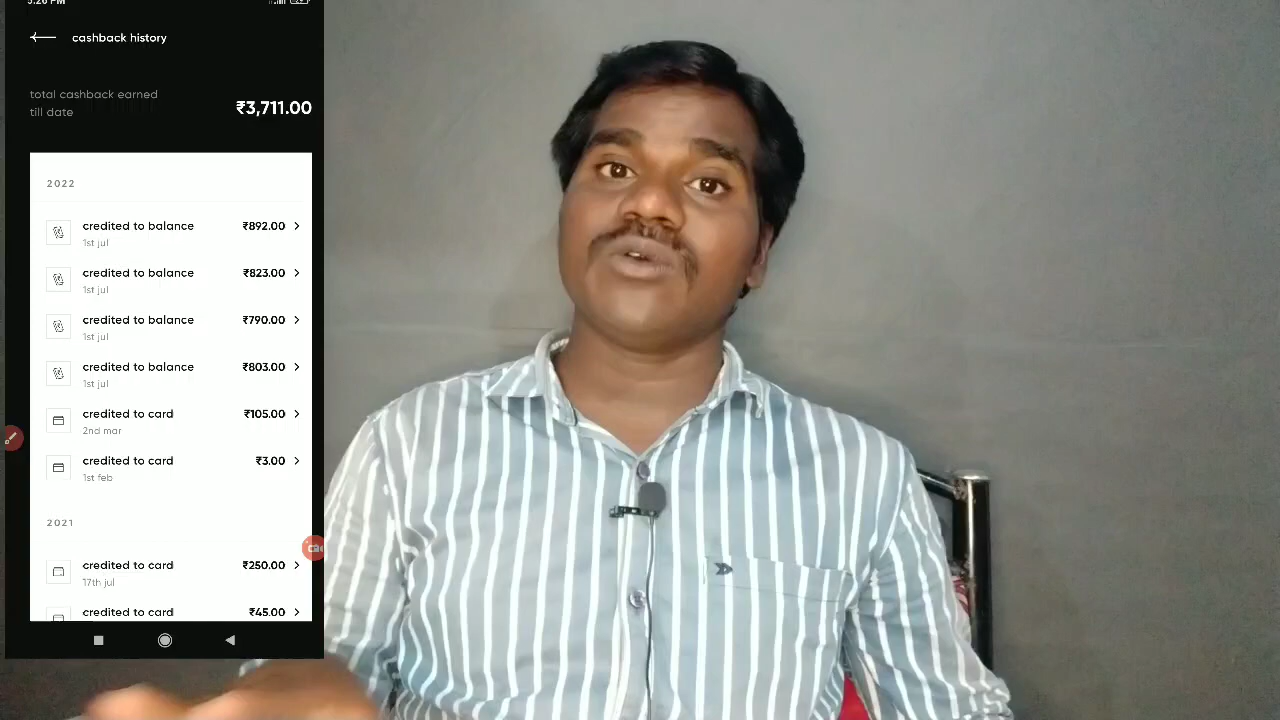 5:26 PM
cashback history
total cashback earned
till date
₹3,711.00
2022
credited to balance ₹892.00
1st jul
credited to balance ₹823.00
1st jul
credited to balance ₹790.00
1st jul
credited to balance ₹803.00
1st jul
credited to card ₹105.00
2nd mar
credited to card ₹3.00
1st feb
2021
credited to card ₹250.00
17th jul
credited to card ₹45.00